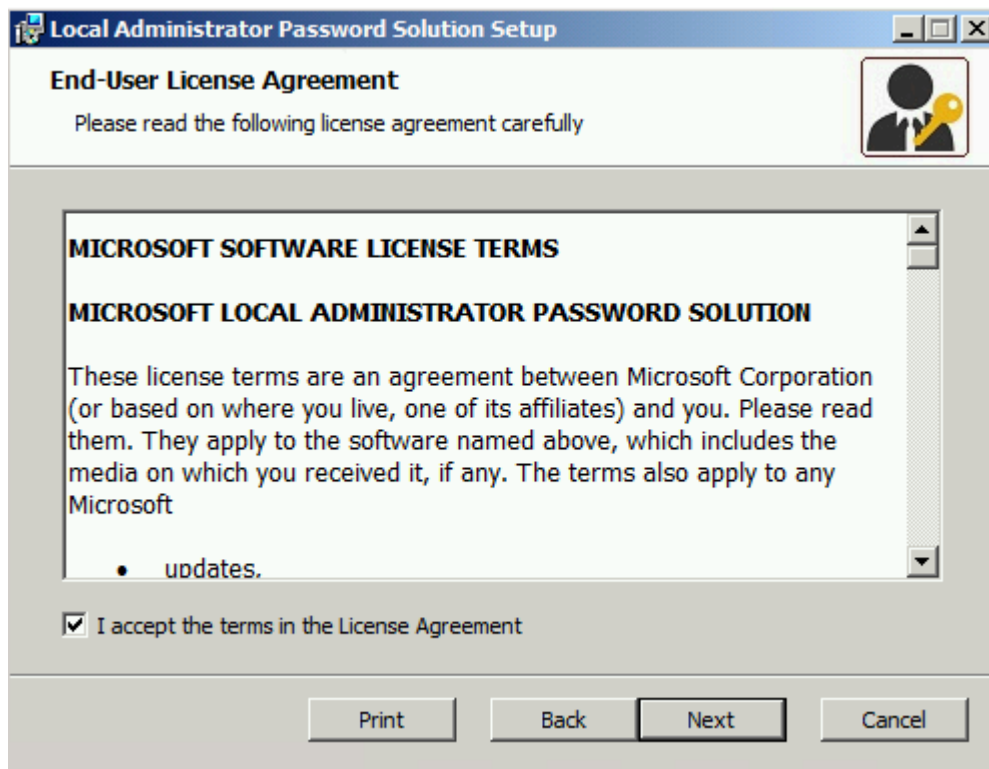 Local Administrator Password Solution Setup
End-User License Agreement
Please read the following license agreement carefully
MICROSOFT SOFTWARE LICENSE TERMS
MICROSOFT LOCAL ADMINISTRATOR PASSWORD SOLUTION
These license terms are an agreement between Microsoft Corporation
(or based on where you live, one of its affiliates) and you. Please read
them. They apply to the software named above, which includes the
media on which you received it, if any. The terms also apply to any
Microsoft
• updates,
I accept the terms in the License Agreement
Print Back Next Cancel